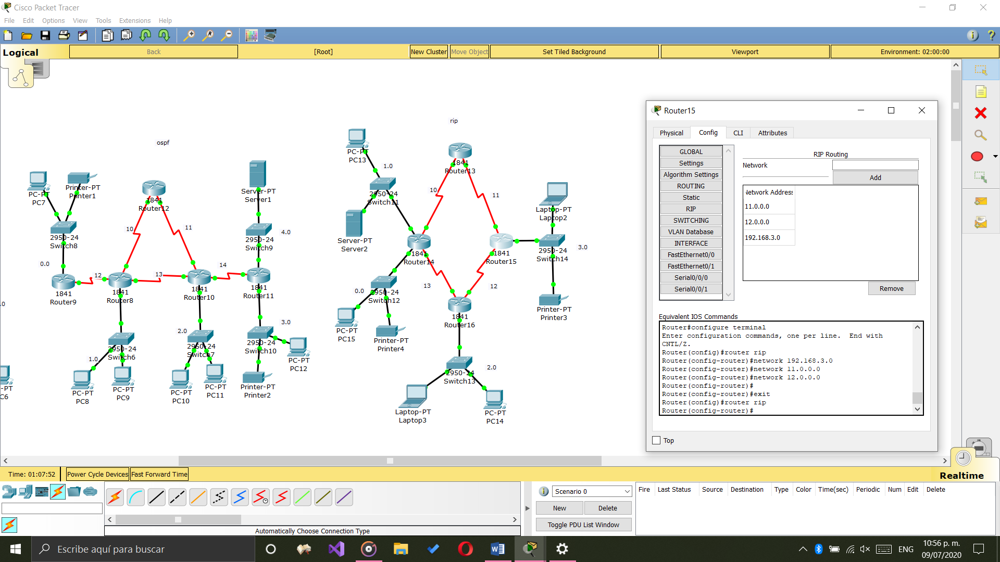 Cisco Packet Tracer
File Edit Options View Tools Extensions Help
Logical
Back
[Root]
New Cluster
Move Object
Set Tiled Background
Viewport
Environment: 02:00:00
ospf
PC-PT
PC7
Printer-PT
Printer1
1841
Router12
Server-PT
Server1
10
11
2950-24
Switch8
2950-24
Switch9
4.0
0.0
12
13
14
1841
Router9
1841
Router8
1841
Router10
1841
Router11
.0
2950-24
Switch6
1.0
2.0
2950-24
Switch7
3.0
2950-24
Switch10
-PT
C6
PC-PT
PC8
PC-PT
PC9
PC-PT
PC10
PC-PT
PC11
Printer-PT
Printer2
PC-PT
PC12
rip
PC-PT
PC13
1.0
1841
Router13
2950-24
Switch11
10
11
Server-PT
Server2
Laptop-PT
Laptop2
1841
Router14
1841
Router15
2950-24
Switch14
3.0
13
12
0.0
2950-24
Switch12
1841
Router16
Printer-PT
Printer3
PC-PT
PC15
Printer-PT
Printer4
2950-24
Switch13
2.0
Laptop-PT
Laptop3
PC-PT
PC14
Router15
Physical Config CLI Attributes
GLOBAL
Settings
Algorithm Settings
ROUTING
Static
RIP
SWITCHING
VLAN Database
INTERFACE
FastEthernet0/0
FastEthernet0/1
Serial0/0/0
Serial0/0/1
RIP Routing
Network
Add
Network Address
11.0.0.0
12.0.0.0
192.168.3.0
Remove
Equivalent IOS Commands
Router#configure terminal
Enter configuration commands, one per line. End with
CNTL/Z.
Router(config)#router rip
Router(config-router)#network 192.168.3.0
Router(config-router)#network 11.0.0.0
Router(config-router)#network 12.0.0.0
Router(config-router)#
Router(config-router)#exit
Router(config)#router rip
Router(config-router)#
Top
Time: 01:07:52
Power Cycle Devices
Fast Forward Time
Realtime
Automatically Choose Connection Type
Scenario 0
New
Delete
Toggle PDU List Window
Fire Last Status Source Destination Type Color Time(sec) Periodic Num Edit Delete
Escribe aquí para buscar
ENG
10:56 p. m.
09/07/2020